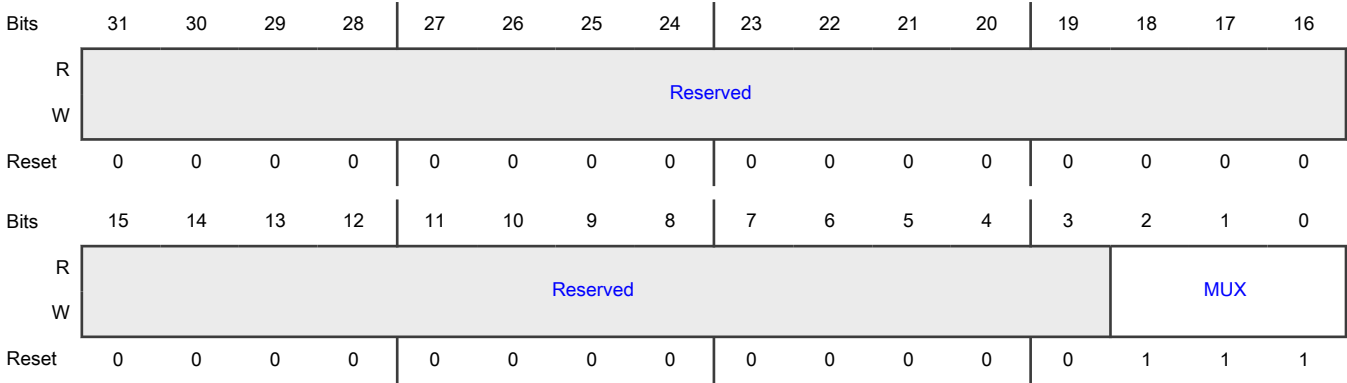 Bits 31 30 29 28 27 26 25 24 23 22 21 20 19 18 17 16
R
Reserved
W
Reset 0 0 0 0 0 0 0 0 0 0 0 0 0 0 0 0
Bits 15 14 13 12 11 10 9 8 7 6 5 4 3 2 1 0
R
Reserved MUX
W
Reset 0 0 0 0 0 0 0 0 0 0 0 0 0 1 1 1